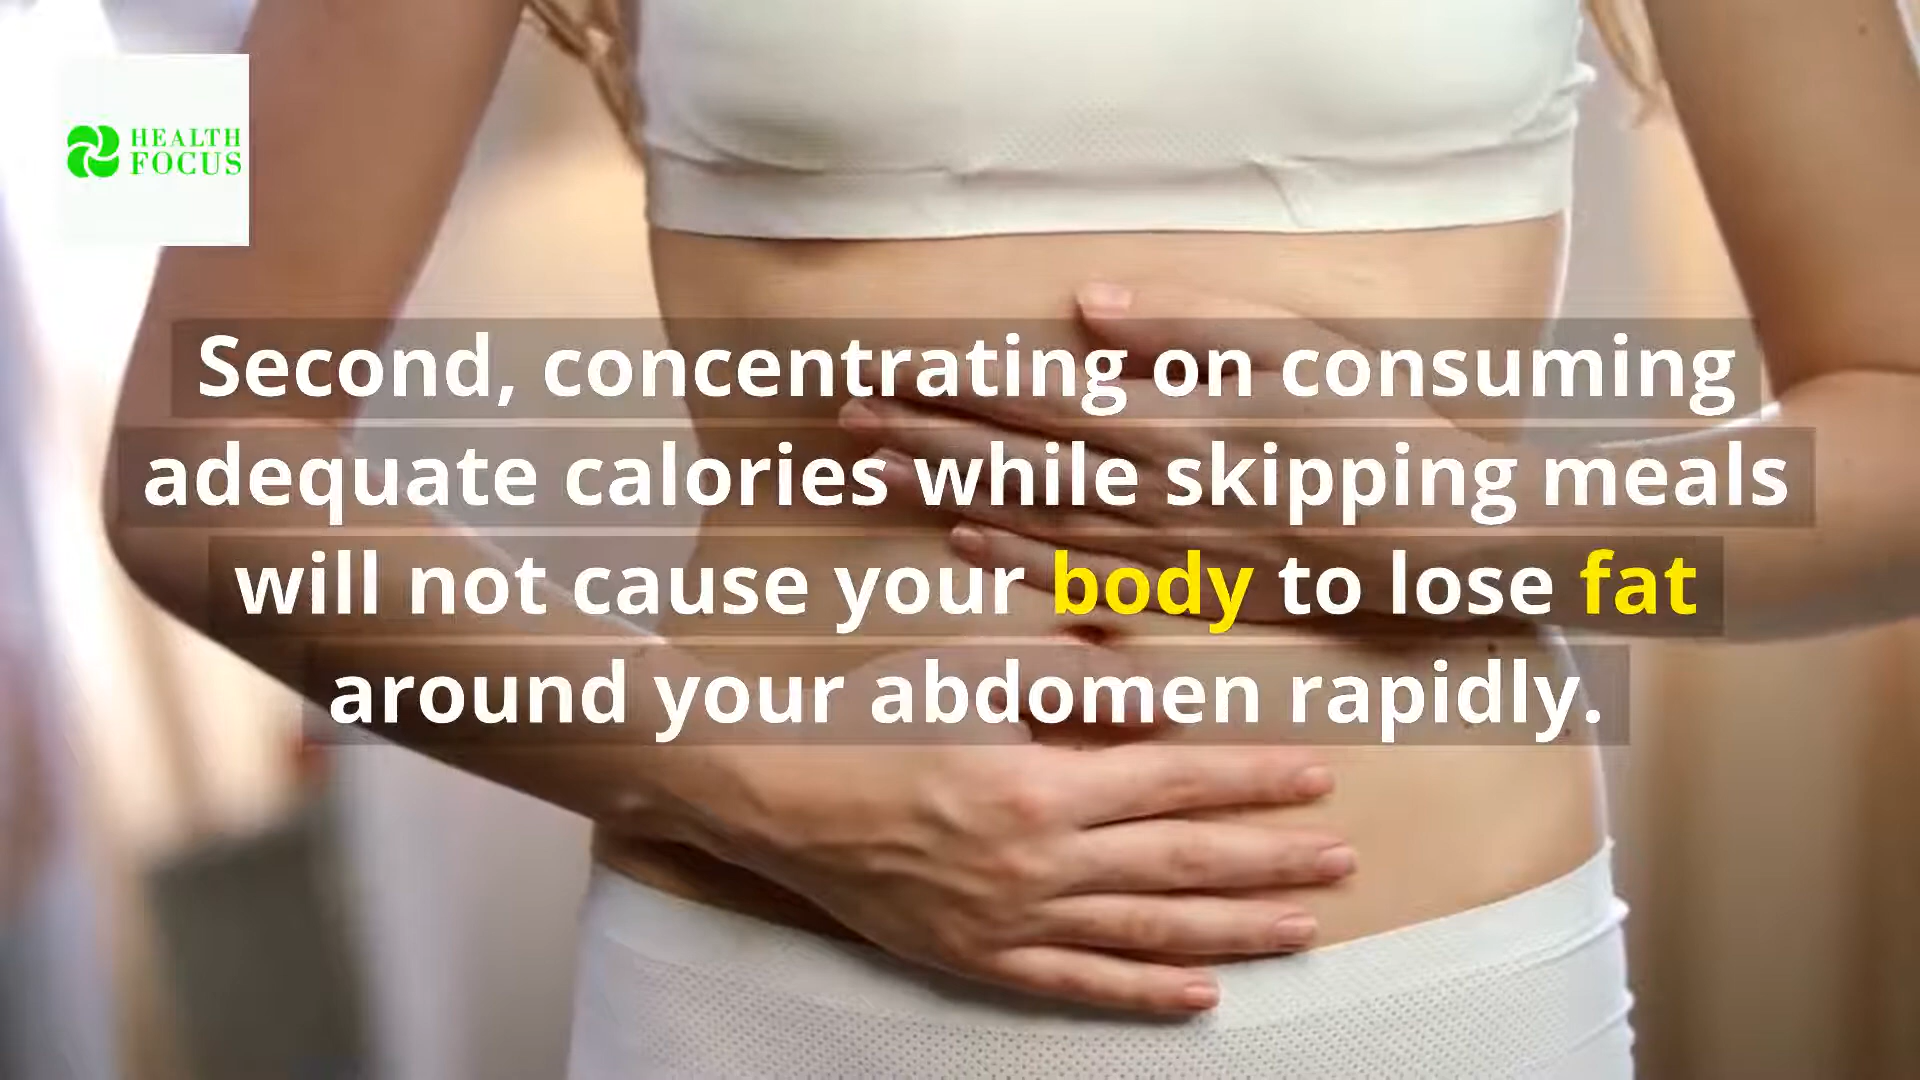 HEALTH
FOCUS
Second, concentrating on consuming
adequate calories while skipping meals
will not cause your body to lose fat
around your abdomen rapidly.